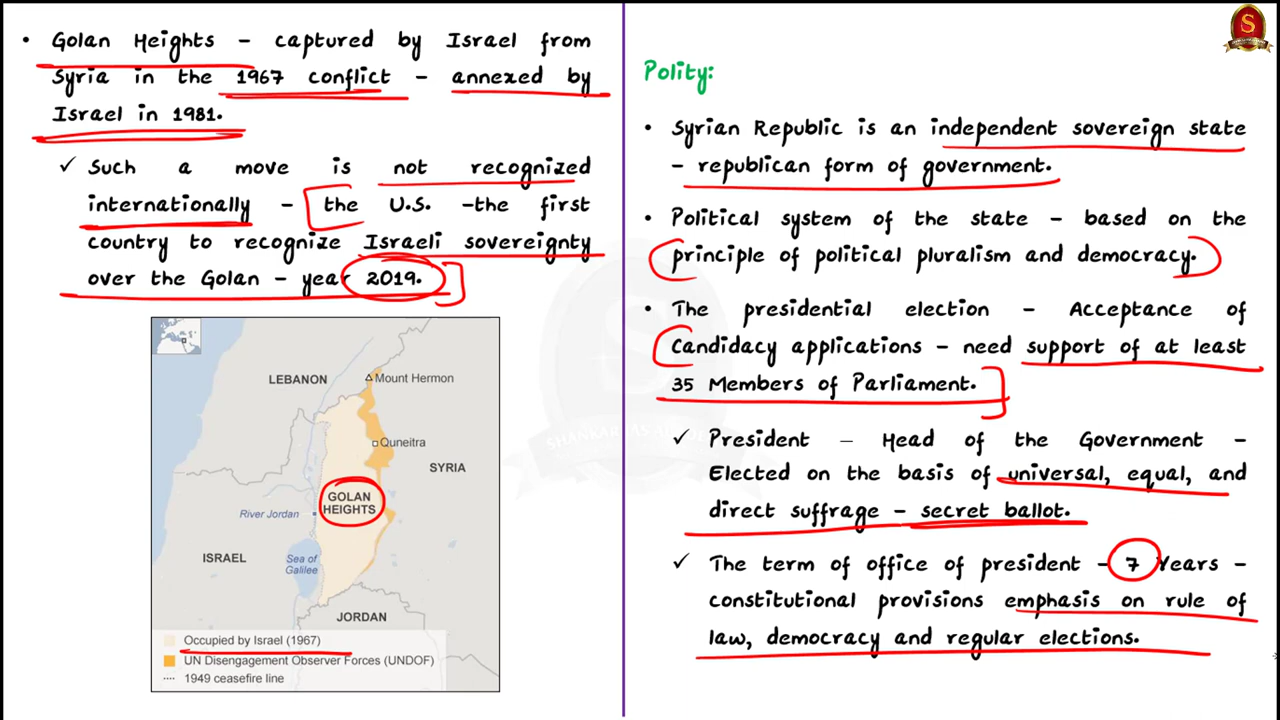 • Golan Heights – captured by Israel from
Syria in the 1967 conflict – annexed by
Israel in 1981.
✓ Such a move is not recognized
internationally – the U.S. -the first
country to recognize Israeli sovereignty
over the Golan – year 2019.
LEBANON
Mount Hermon
Quneitra
SYRIA
GOLAN
HEIGHTS
River Jordan
ISRAEL
Sea of
Galilee
JORDAN
Occupied by Israel (1967)
UN Disengagement Observer Forces (UNDOF)
1949 ceasefire line
S
Polity:
• Syrian Republic is an independent sovereign state
– republican form of government.
• Political system of the state – based on the
principle of political pluralism and democracy.
• The presidential election – Acceptance of
Candidacy applications – need support of at least
35 Members of Parliament.
✓ President – Head of the Government –
Elected on the basis of universal, equal, and
direct suffrage – secret ballot.
✓ The term of office of president – 7 Years –
constitutional provisions emphasis on rule of
law, democracy and regular elections.